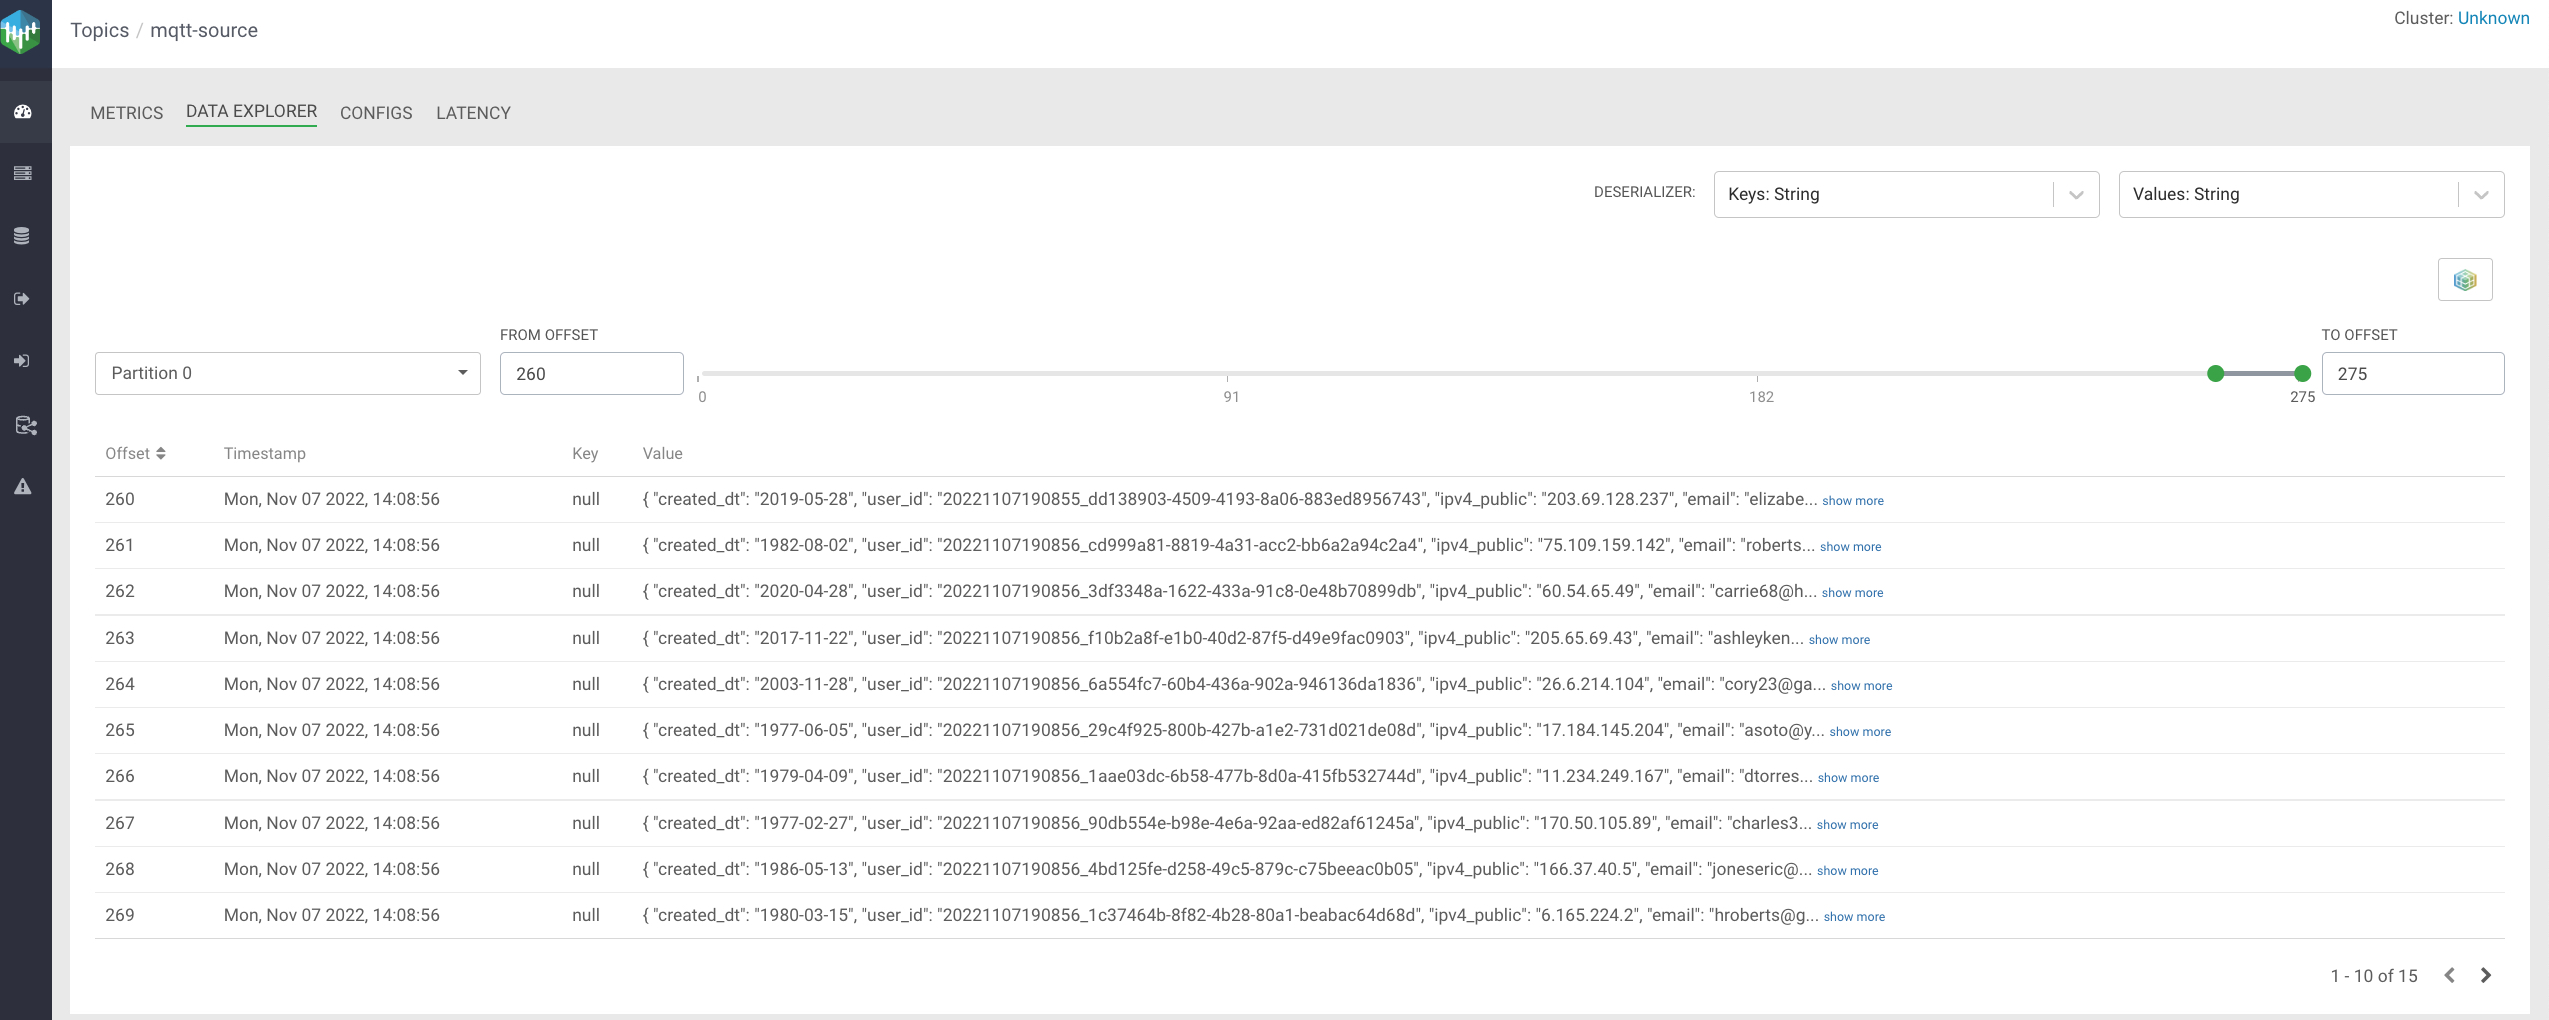 Topics / mqtt-source
Cluster: Unknown
METRICS DATA EXPLORER CONFIGS LATENCY
DESERIALIZER: Keys: String Values: String
FROM OFFSET TO OFFSET
Partition 0 260 275
0 91 182 275
Offset Timestamp Key Value
260 Mon, Nov 07 2022, 14:08:56 null { "created_dt": "2019-05-28", "user_id": "20221107190855_dd138903-4509-4193-8a06-883ed8956743", "ipv4_public": "203.69.128.237", "email": "elizabe... show more
261 Mon, Nov 07 2022, 14:08:56 null { "created_dt": "1982-08-02", "user_id": "20221107190856_cd999a81-8819-4a31-acc2-bb6a2a94c2a4", "ipv4_public": "75.109.159.142", "email": "roberts... show more
262 Mon, Nov 07 2022, 14:08:56 null { "created_dt": "2020-04-28", "user_id": "20221107190856_3df3348a-1622-433a-91c8-0e48b70899db", "ipv4_public": "60.54.65.49", "email": "carrie68@h... show more
263 Mon, Nov 07 2022, 14:08:56 null { "created_dt": "2017-11-22", "user_id": "20221107190856_f10b2a8f-e1b0-40d2-87f5-d49e9fac0903", "ipv4_public": "205.65.69.43", "email": "ashleyken... show more
264 Mon, Nov 07 2022, 14:08:56 null { "created_dt": "2003-11-28", "user_id": "20221107190856_6a554fc7-60b4-436a-902a-946136da1836", "ipv4_public": "26.6.214.104", "email": "cory23@ga... show more
265 Mon, Nov 07 2022, 14:08:56 null { "created_dt": "1977-06-05", "user_id": "20221107190856_29c4f925-800b-427b-a1e2-731d021de08d", "ipv4_public": "17.184.145.204", "email": "asoto@y... show more
266 Mon, Nov 07 2022, 14:08:56 null { "created_dt": "1979-04-09", "user_id": "20221107190856_1aae03dc-6b58-477b-8d0a-415fb532744d", "ipv4_public": "11.234.249.167", "email": "dtorres... show more
267 Mon, Nov 07 2022, 14:08:56 null { "created_dt": "1977-02-27", "user_id": "20221107190856_90db554e-b98e-4e6a-92aa-ed82af61245a", "ipv4_public": "170.50.105.89", "email": "charles3... show more
268 Mon, Nov 07 2022, 14:08:56 null { "created_dt": "1986-05-13", "user_id": "20221107190856_4bd125fe-d258-49c5-879c-c75beeac0b05", "ipv4_public": "166.37.40.5", "email": "joneseric@... show more
269 Mon, Nov 07 2022, 14:08:56 null { "created_dt": "1980-03-15", "user_id": "20221107190856_1c37464b-8f82-4b28-80a1-beabac64d68d", "ipv4_public": "6.165.224.2", "email": "hroberts@g... show more
1 - 10 of 15